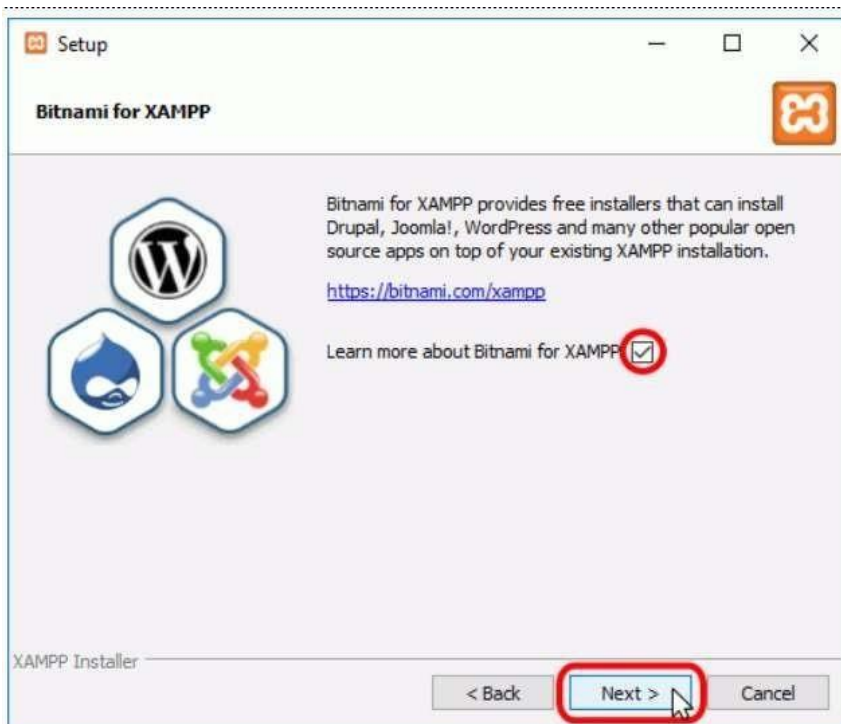 Setup
Bitnami for XAMPP
Bitnami for XAMPP provides free installers that can install
Drupal, Joomla!, WordPress and many other popular open
source apps on top of your existing XAMPP installation.
https://bitnami.com/xampp
Learn more about Bitnami for XAMPP
XAMPP Installer
< Back
Next >
Cancel